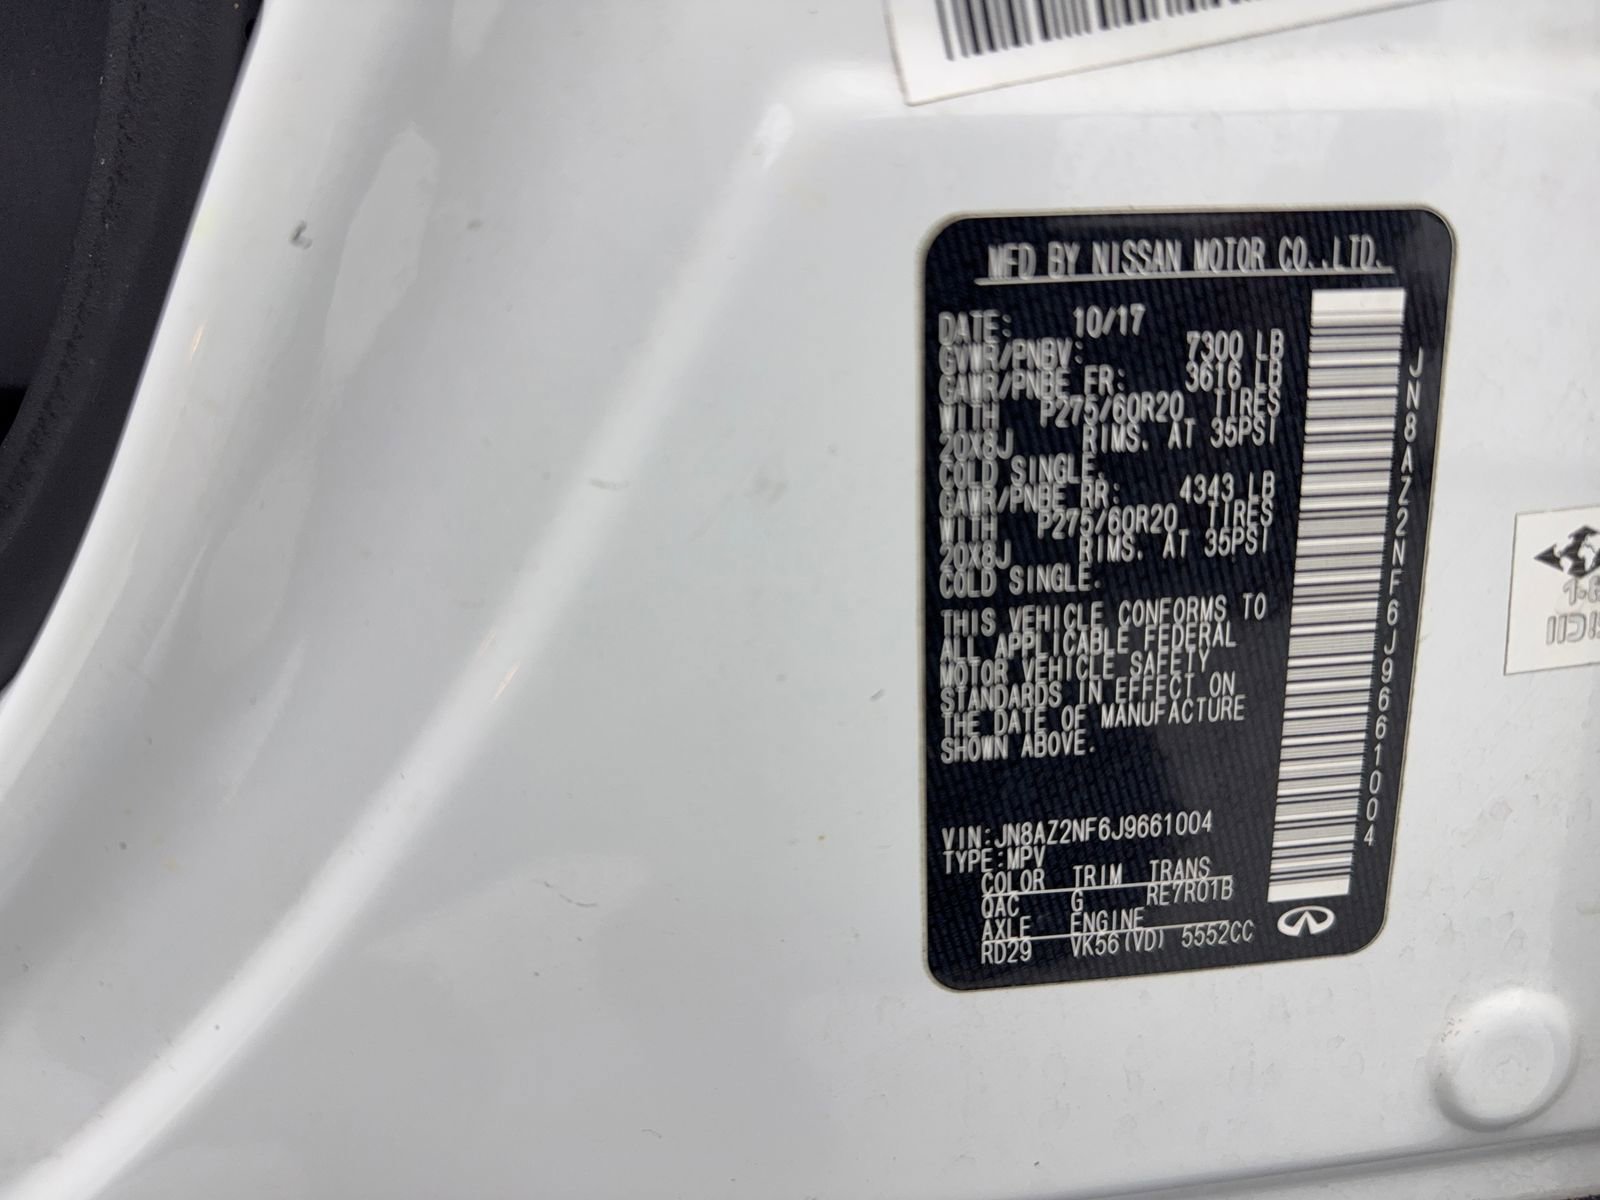 MFD BY NISSAN MOTOR CO.,LTD.
DATE: 10/17
GVWR/PNBV: 7300 LB
GAWR/PNBE FR: 3616 LB
WITH P275/60R20 TIRES
20X8J RIMS. AT 35PSI
COLD SINGLE.
GAWR/PNBE RR: 4343 LB
WITH P275/60R20 TIRES
20X8J RIMS. AT 35PSI
COLD SINGLE.
THIS VEHICLE CONFORMS TO
ALL APPLICABLE FEDERAL
MOTOR VEHICLE SAFETY
STANDARDS IN EFFECT ON
THE DATE OF MANUFACTURE
SHOWN ABOVE.
VIN:JN8AZ2NF6J9661004
TYPE:MPV
COLOR TRIM TRANS
QAC G RE7R01B
AXLE ENGINE
RD29 VK56(VD) 5552CC
JN8AZ2NF6J9661004